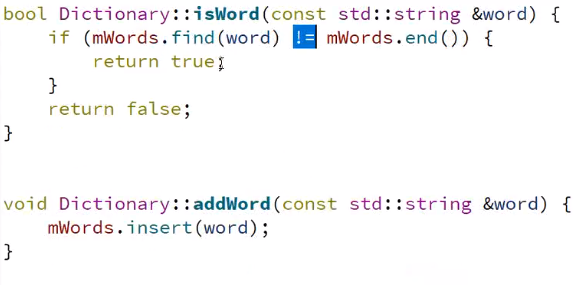 bool Dictionary::isWord(const std::string &word) {
    if (mWords.find(word) != mWords.end()) {
        return true;
    }
    return false;
}
void Dictionary::addWord(const std::string &word) {
    mWords.insert(word);
}